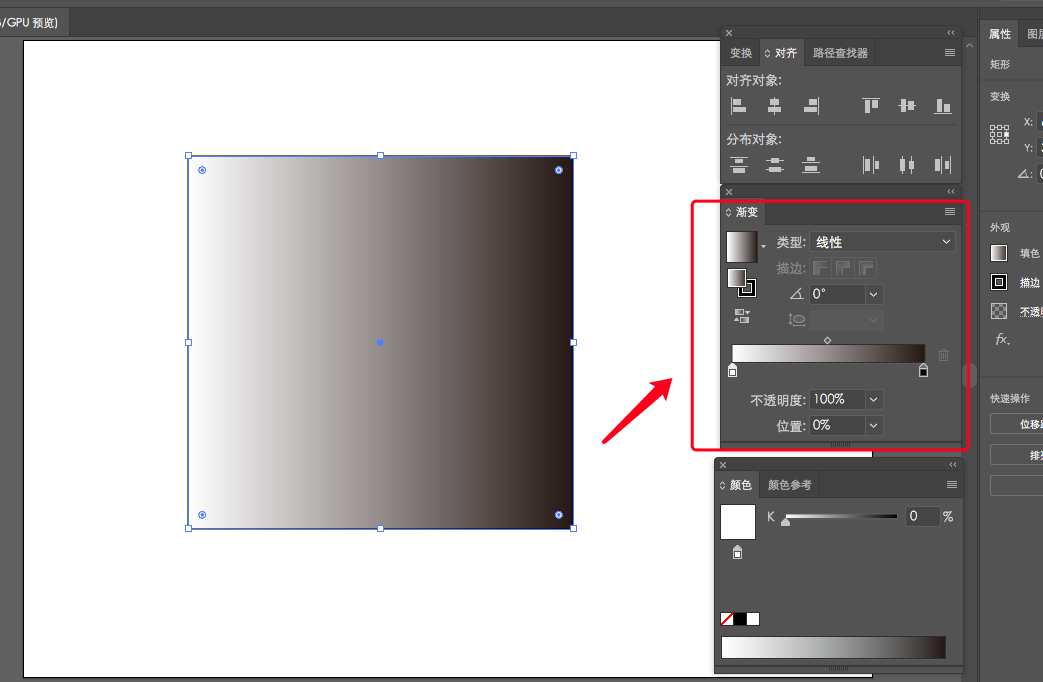 /GPU 预览)
变换 对齐 路径查找器
对齐对象:
分布对象:
渐变
类型: 线性
描边:
0°
不透明度: 100%
位置: 0%
颜色 颜色参考
K 0 %
属性 图层
矩形
变换
X:
Y:
外观
填色
描边
不透明
fx
快速操作
位移
排列